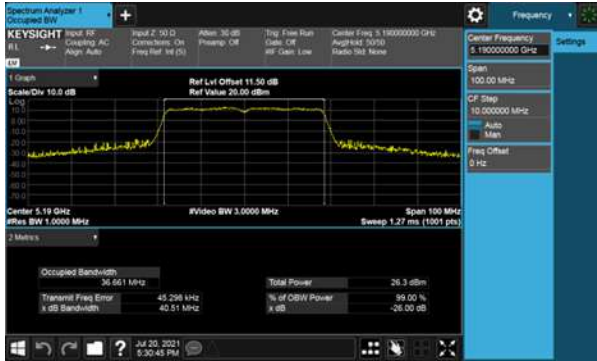 Spectrum Analyzer 1
Occupied BW
+
Frequency
KEYSIGHT
Input: RF
Coupling: AC
Align: Auto
Input Z: 50 Ω
Corrections: On
Freq Ref: Int (S)
Atten: 30 dB
Preamp: Off
Trig: Free Run
Gate: Off
#IF Gain: Low
Center Freq: 5.190000000 GHz
Avg|Hold: 50/50
Radio Std: None
RL
LV
Center Frequency
5.190000000 GHz
Settings
Span
100.00 MHz
CF Step
10.000000 MHz
Auto
Man
Freq Offset
0 Hz
1 Graph
Scale/Div 10.0 dB
Ref Lvl Offset 11.50 dB
Ref Value 20.00 dBm
Log
10.0
0.00
Center 5.19 GHz
#Res BW 1.0000 MHz
#Video BW 3.0000 MHz
Span 100 MHz
Sweep 1.27 ms (1001 pts)
2 Metrics
Occupied Bandwidth
36.661 MHz
Total Power
26.3 dBm
Transmit Freq Error
45.298 kHz
% of OBW Power
99.00 %
x dB Bandwidth
40.51 MHz
x dB
-26.00 dB
?
Jul 20, 2021
5:30:45 PM